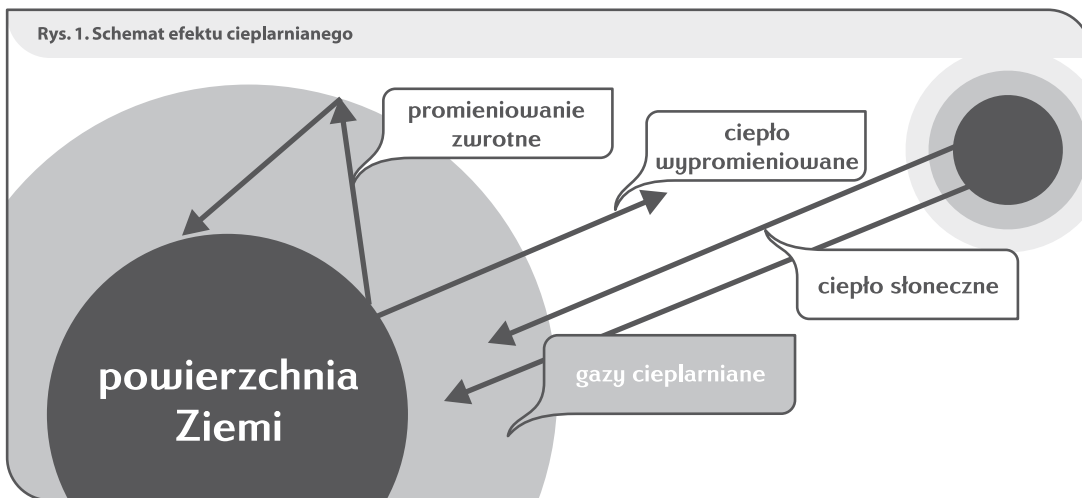 Rys. 1. Schemat efektu cieplarnianego
promieniowanie
zwrotne
ciepło
wypromieniowane
ciepło słoneczne
gazy cieplarniane
powierzchnia
Ziemi